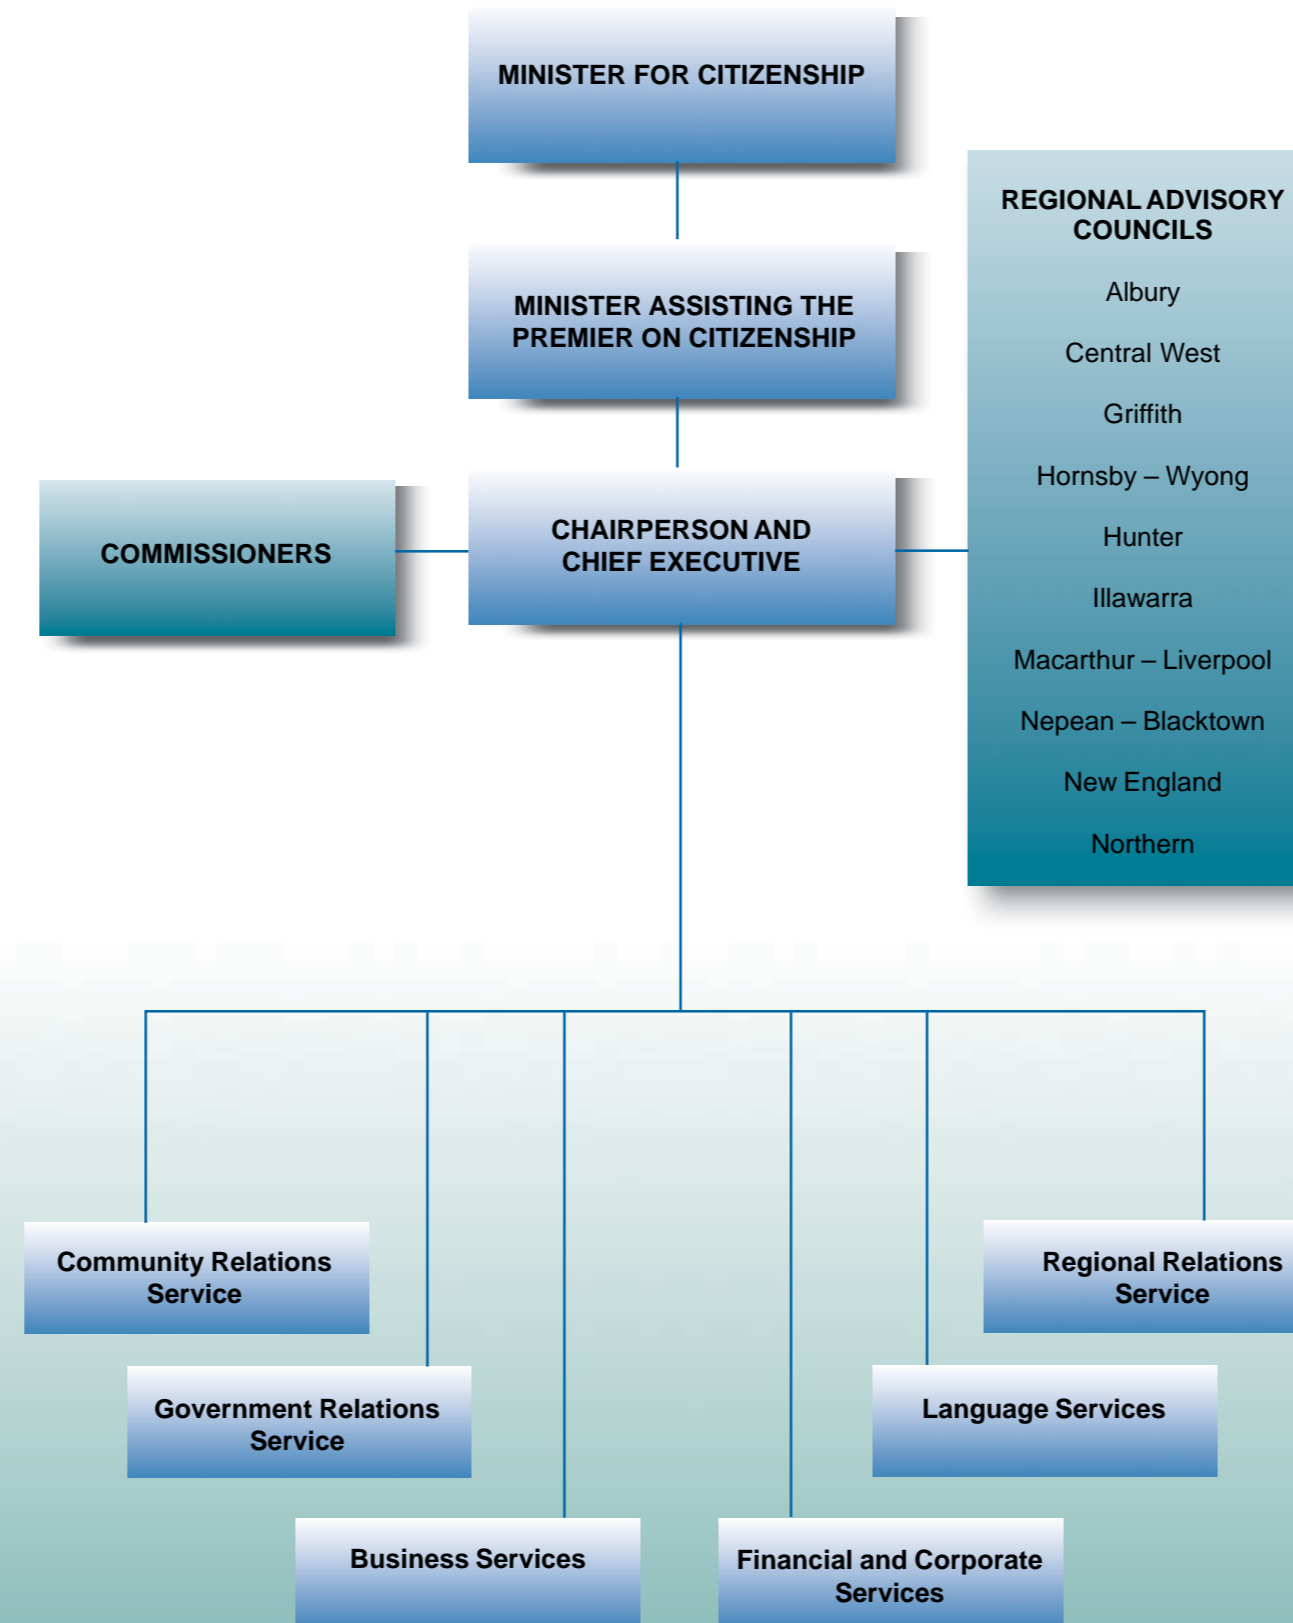 MINISTER FOR CITIZENSHIP
MINISTER ASSISTING THE
PREMIER ON CITIZENSHIP
CHAIRPERSON AND
CHIEF EXECUTIVE
COMMISSIONERS
REGIONAL ADVISORY
COUNCILS
Albury
Central West
Griffith
Hornsby – Wyong
Hunter
Illawarra
Macarthur – Liverpool
Nepean – Blacktown
New England
Northern
Community Relations
Service
Government Relations
Service
Business Services
Financial and Corporate
Services
Language Services
Regional Relations
Service